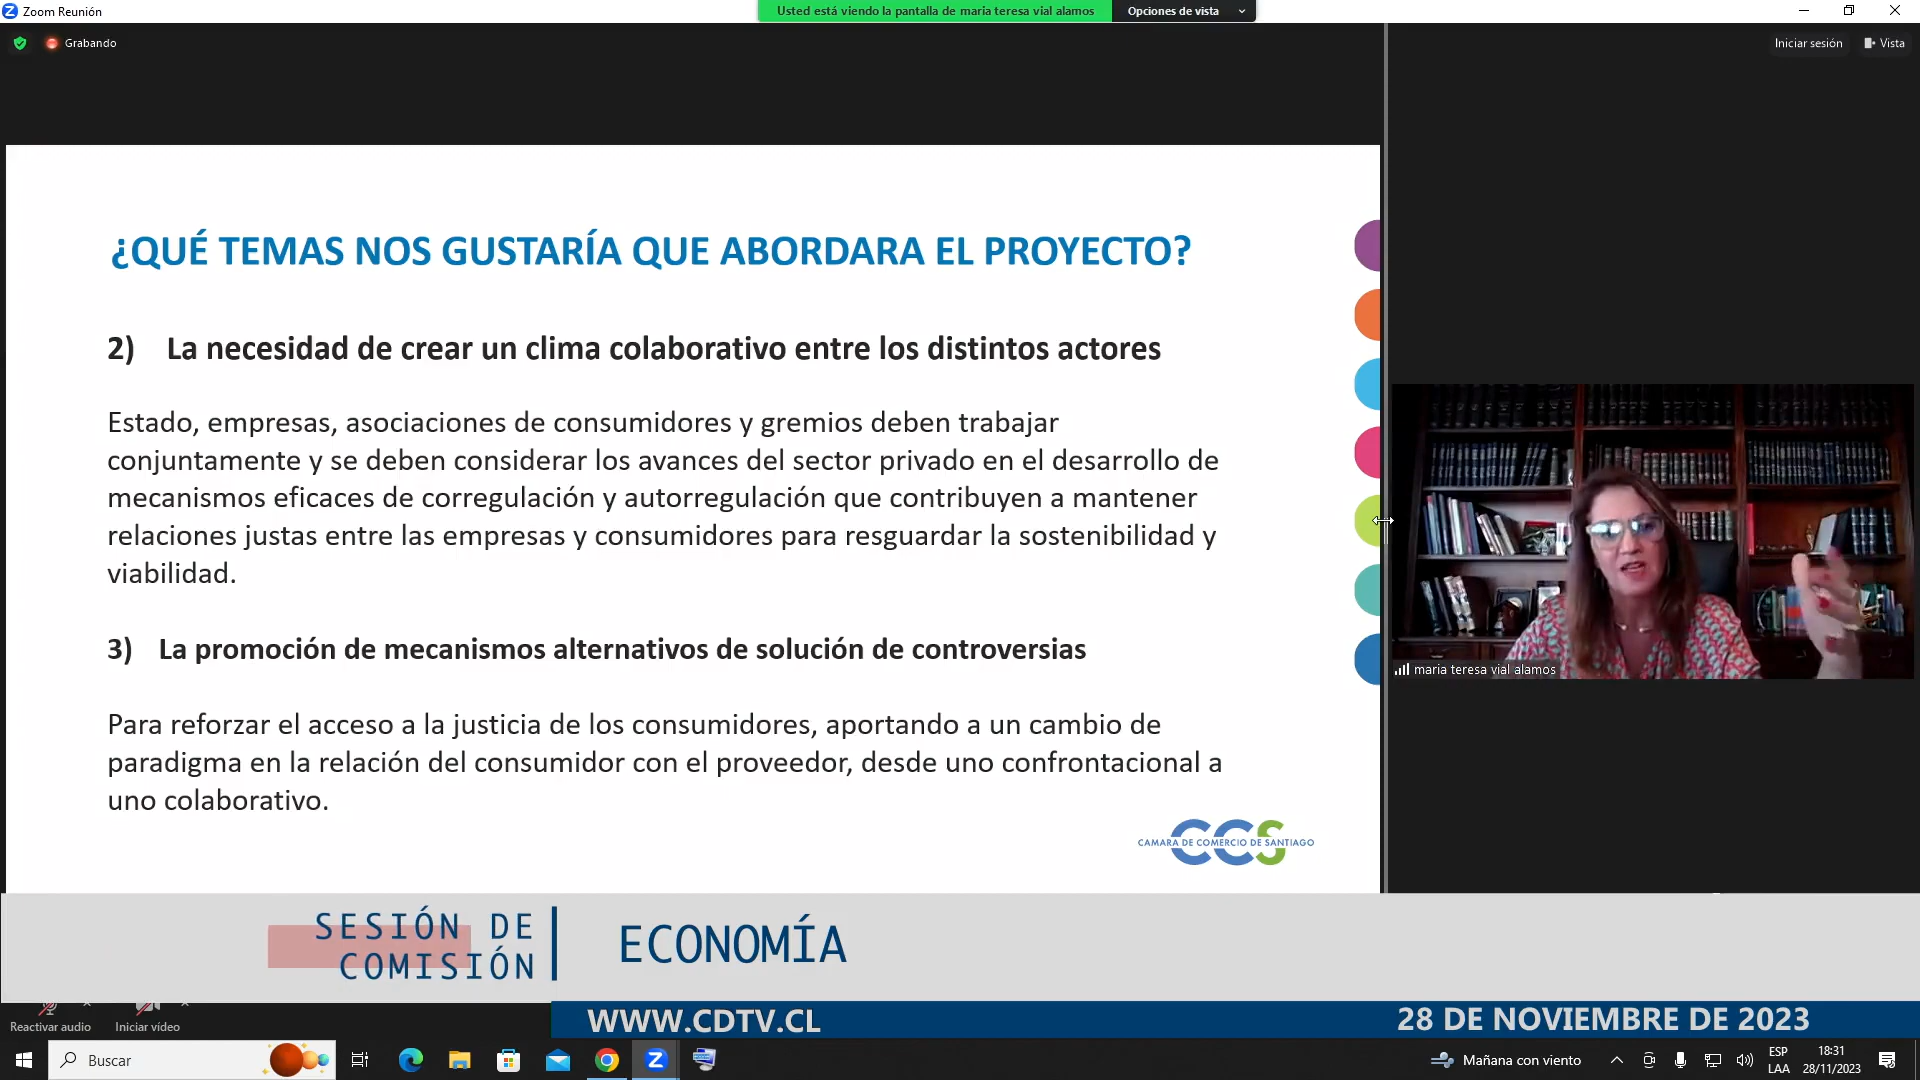 Zoom Reunión
Usted está viendo la pantalla de maria teresa vial alamos
Opciones de vista
Grabando
Iniciar sesión
Vista
¿QUÉ TEMAS NOS GUSTARÍA QUE ABORDARA EL PROYECTO?
2) La necesidad de crear un clima colaborativo entre los distintos actores
Estado, empresas, asociaciones de consumidores y gremios deben trabajar
conjuntamente y se deben considerar los avances del sector privado en el desarrollo de
mecanismos eficaces de corregulación y autorregulación que contribuyen a mantener
relaciones justas entre las empresas y consumidores para resguardar la sostenibilidad y
viabilidad.
3) La promoción de mecanismos alternativos de solución de controversias
Para reforzar el acceso a la justicia de los consumidores, aportando a un cambio de
paradigma en la relación del consumidor con el proveedor, desde uno confrontacional a
uno colaborativo.
CCS
CAMARA DE COMERCIO DE SANTIAGO
maria teresa vial alamos
SESIÓN DE
COMISIÓN
ECONOMÍA
Reactivar audio
Iniciar vídeo
WWW.CDTV.CL
28 DE NOVIEMBRE DE 2023
Buscar
Mañana con viento
ESP
LAA
18:31
28/11/2023